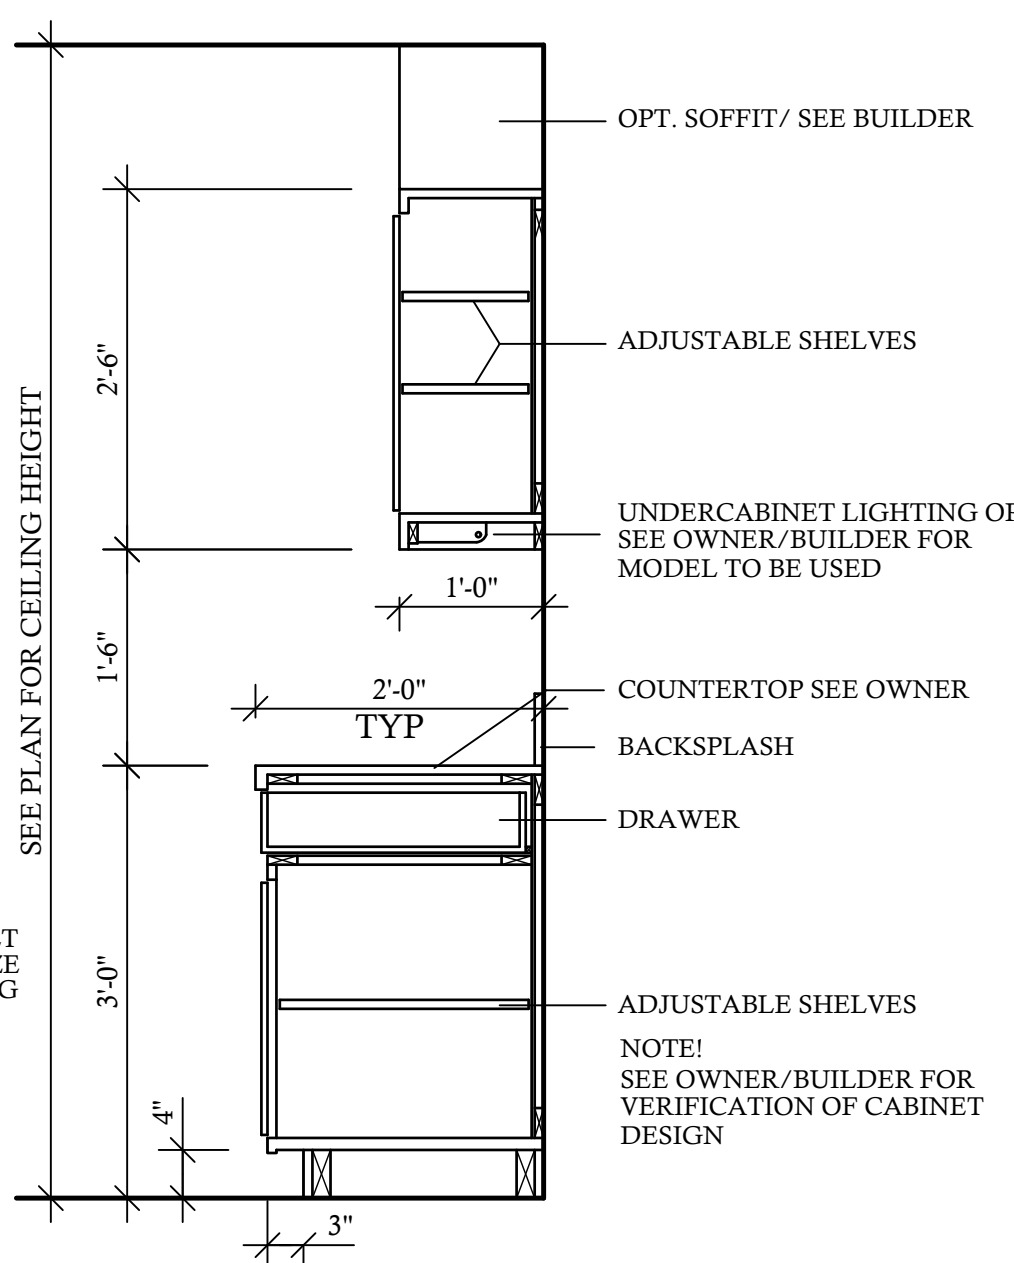 OPT. SOFFIT/ SEE BUILDER
2'-6"
ADJUSTABLE SHELVES
SEE PLAN FOR CEILING HEIGHT
UNDERCABINET LIGHTING
SEE OWNER/BUILDER FOR
MODEL TO BE USED
1'-0"
1'-6"
2'-0"
TYP
COUNTERTOP SEE OWNER
BACKSPLASH
DRAWER
3'-0"
ADJUSTABLE SHELVES
NOTE!
SEE OWNER/BUILDER FOR
VERIFICATION OF CABINET
DESIGN
4"
3"